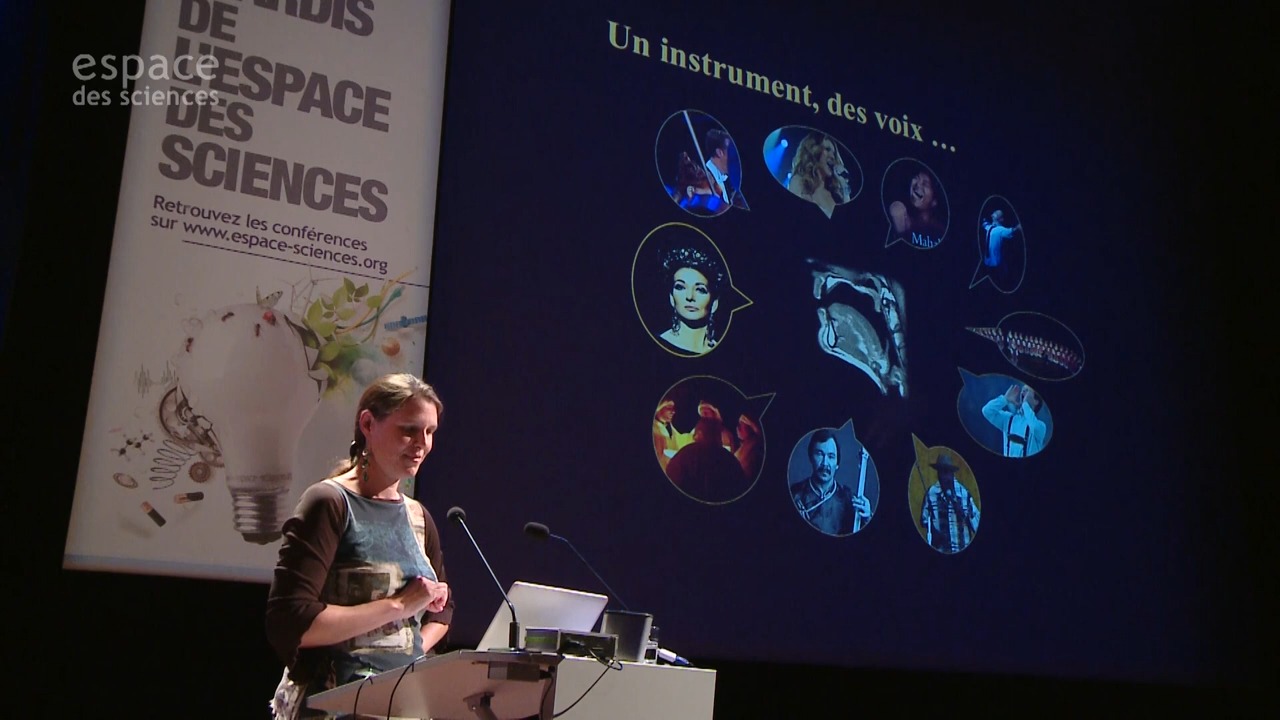 ARDIS
DE
L'ESPACE
DES
SCIENCES
Retrouvez les conférences
sur www.espace-sciences.org
espace
des sciences
Un instrument, des voix ...